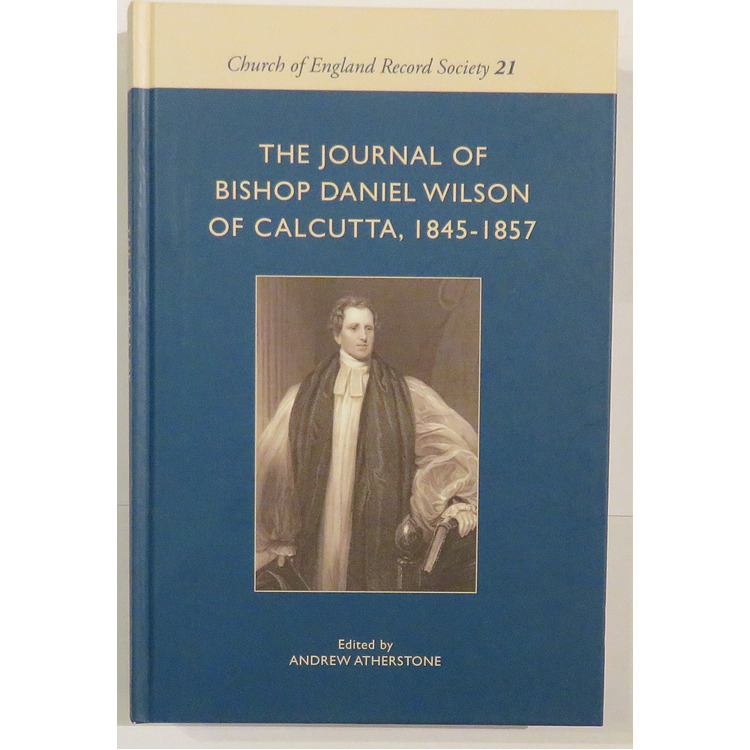 Church of England Record Society 21
THE JOURNAL OF
BISHOP DANIEL WILSON
OF CALCUTTA, 1845-1857
Edited by
ANDREW ATHERSTONE